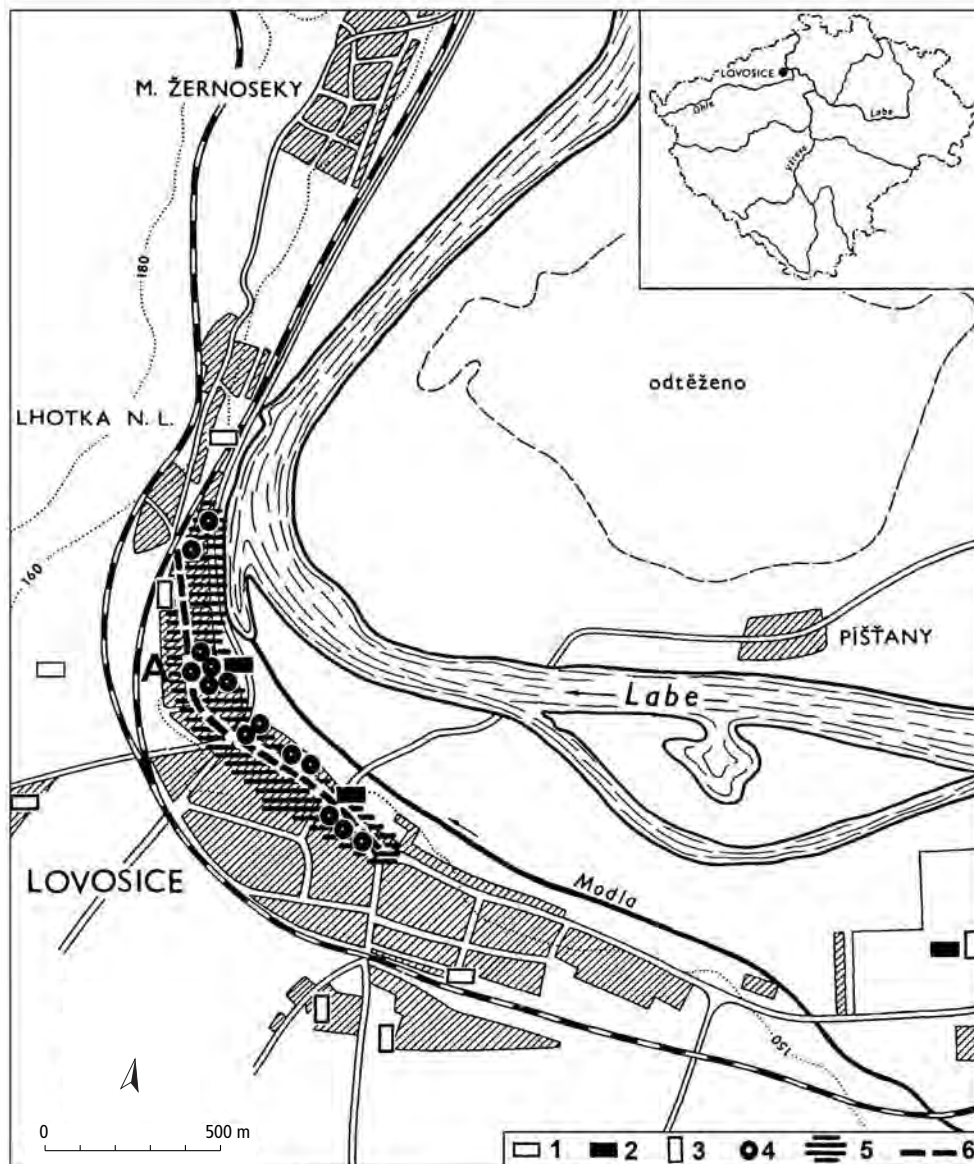 M. ŽERNOSEKY
LOVOSICE
Ohře
Labe
Vltava
180
odtěženo
LHOTKA N. L.
160
PÍŠŤANY
A
Labe
LOVOSICE
Modla
150
0 500 m
1 2 3 4 5 6